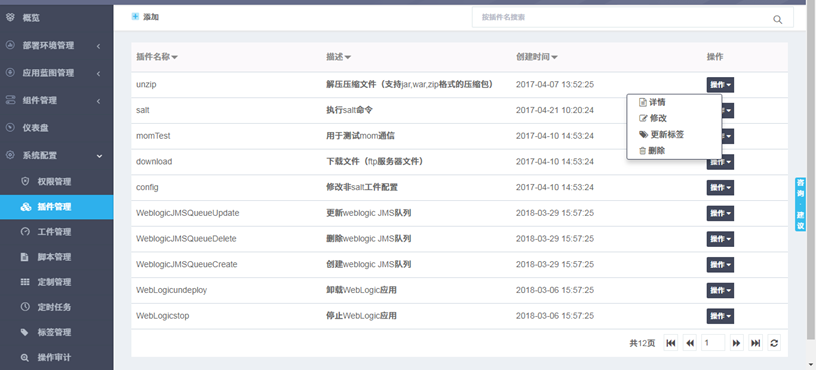 概览
部署环境管理
应用蓝图管理
组件管理
仪表盘
系统配置
权限管理
插件管理
工件管理
脚本管理
定制管理
定时任务
标签管理
操作审计
添加
按插件名搜索
插件名称 描述 创建时间 操作
unzip 解压压缩文件（支持jar,war,zip格式的压缩包） 2017-04-07 13:52:25 操作
salt 执行salt命令 2017-04-21 10:20:24
momTest 用于测试mom通信 2017-04-10 14:53:24
download 下载文件（ftp服务器文件） 2017-04-10 14:53:24 操作
config 修改非salt工件配置 2017-04-10 14:53:24 操作
WeblogicJMSQueueUpdate 更新weblogic JMS队列 2018-03-29 15:57:25 操作
WeblogicJMSQueueDelete 删除weblogic JMS队列 2018-03-29 15:57:25 操作
WeblogicJMSQueueCreate 创建weblogic JMS队列 2018-03-29 15:57:25 操作
WebLogicundeploy 卸载WebLogic应用 2018-03-06 15:57:25 操作
WebLogicstop 停止WebLogic应用 2018-03-06 15:57:25 操作
详情
修改
更新标签
删除
共12页 1
咨询·建议